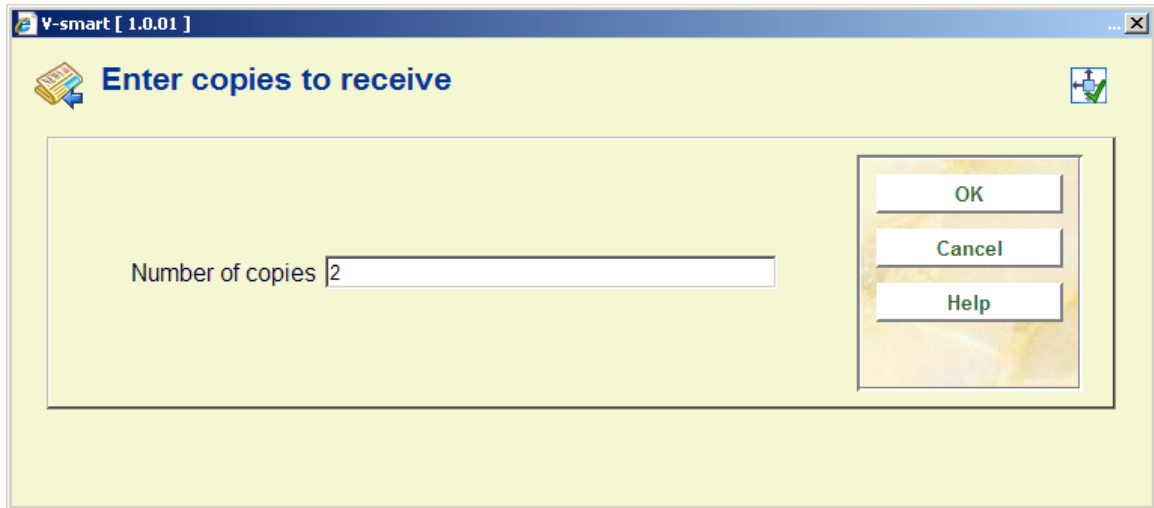 V-smart [ 1.0.01 ] ...
Enter copies to receive
OK
Cancel
Number of copies 2
Help